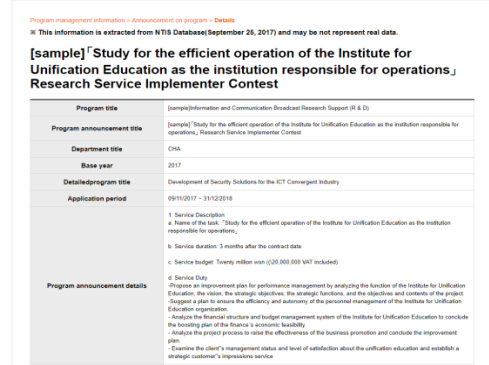 Program management information > Announcement on program > Details
※ This information is extracted from NTIS Database(September 25, 2017) and may be not represent real data.
[sample]「Study for the efficient operation of the Institute for
Unification Education as the institution responsible for operations」
Research Service Implementer Contest
Program title
[sample]Information and Communication Broadcast Research Support (R & D)
Program announcement title
[sample]「Study for the efficient operation of the Institute for Unification Education as the institution responsible for
operations」 Research Service Implementer Contest
Department title
CHA
Base year
2017
Detailedprogram title
Development of Security Solutions for the ICT Convergent Industry
Application period
09/11/2017 ~ 31/12/2018
Program announcement details
1. Service Description
a. Name of the task: 「Study for the efficient operation of the Institute for Unification Education as the institution
responsible for operations」
b. Service duration: 3 months after the contract date
c. Service budget: Twenty million won (\20,000,000 VAT Included)
d. Service Duty
-Propose an improvement plan for performance management by analyzing the function of the Institute for Unification
Education, the vision, the strategic objectives, the strategic functions, and the objectives and contents of the project.
-Suggest a plan to ensure the efficiency and autonomy of the personnel management of the Institute for Unification
Education organization.
- Analyze the financial structure and budget management system of the Institute for Unification Education to conclude
the boosting plan of the finance's economic feasibility
- Analyze the project process to raise the effectiveness of the business promotion and conclude the improvement
plan.
- Examine the client"s management status and level of satisfaction about the unification education and establish a
strategic customer"s impressions service